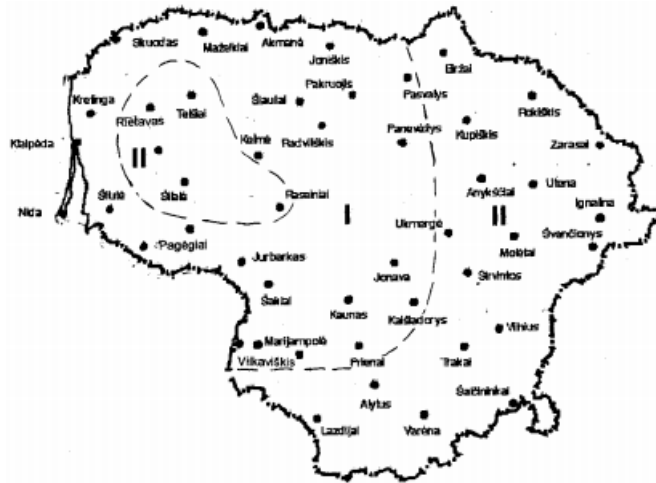 Skuodas
Mažeikiai
Akmanė
Joniškis
Biržai
Kretinga
Rietavas
Telšiai
Šiauliai
Pakruojis
Pasvalys
Rokiškis
Klaipėda
II
Kelmė
Radviliškis
Panevėžys
Kupiškis
Zarasai
Nida
Šilutė
Šilalė
Raseiniai
I
Anykščiai
Utena
II
Ignalina
Pagėgiai
Ukmergė
Molėtai
Švenčionys
Jurbarkas
Jonava
Širvintos
Šakiai
Kaunas
Kaišiadorys
Vilnius
Marijampolė
Vilkaviškis
Prienai
Trakai
Alytus
Šalčininkai
Lazdijai
Varėna